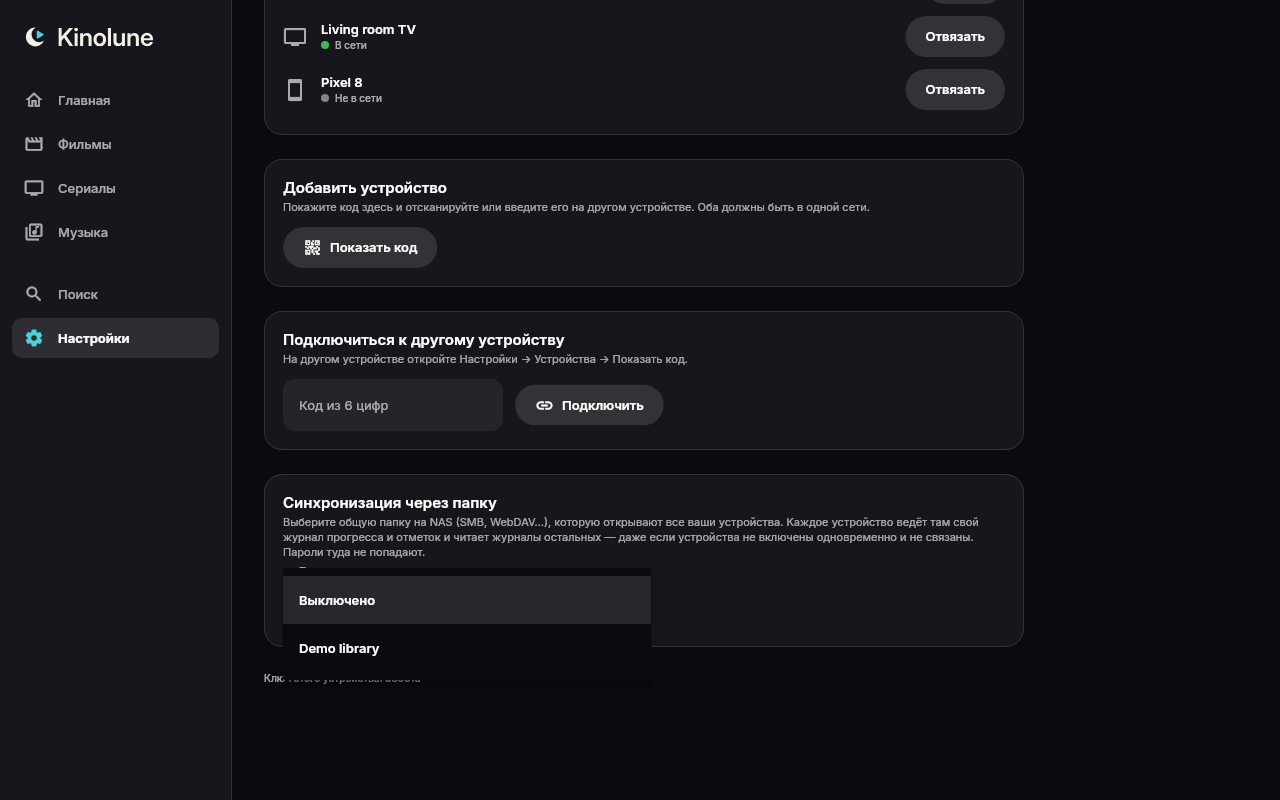 Kinolune
Главная
Фильмы
Сериалы
Музыка
Поиск
Настройки
Living room TV
В сети
Отвязать
Pixel 8
Не в сети
Отвязать
Добавить устройство
Покажите код здесь и отсканируйте или введите его на другом устройстве. Оба должны быть в одной сети.
Показать код
Подключиться к другому устройству
На другом устройстве откройте Настройки → Устройства → Показать код.
Код из 6 цифр
Подключить
Синхронизация через папку
Выберите общую папку на NAS (SMB, WebDAV…), которую открывают все ваши устройства. Каждое устройство ведёт там свой
журнал прогресса и отметок и читает журналы остальных — даже если устройства не включены одновременно и не связаны.
Пароли туда не попадают.
Выключено
Demo library